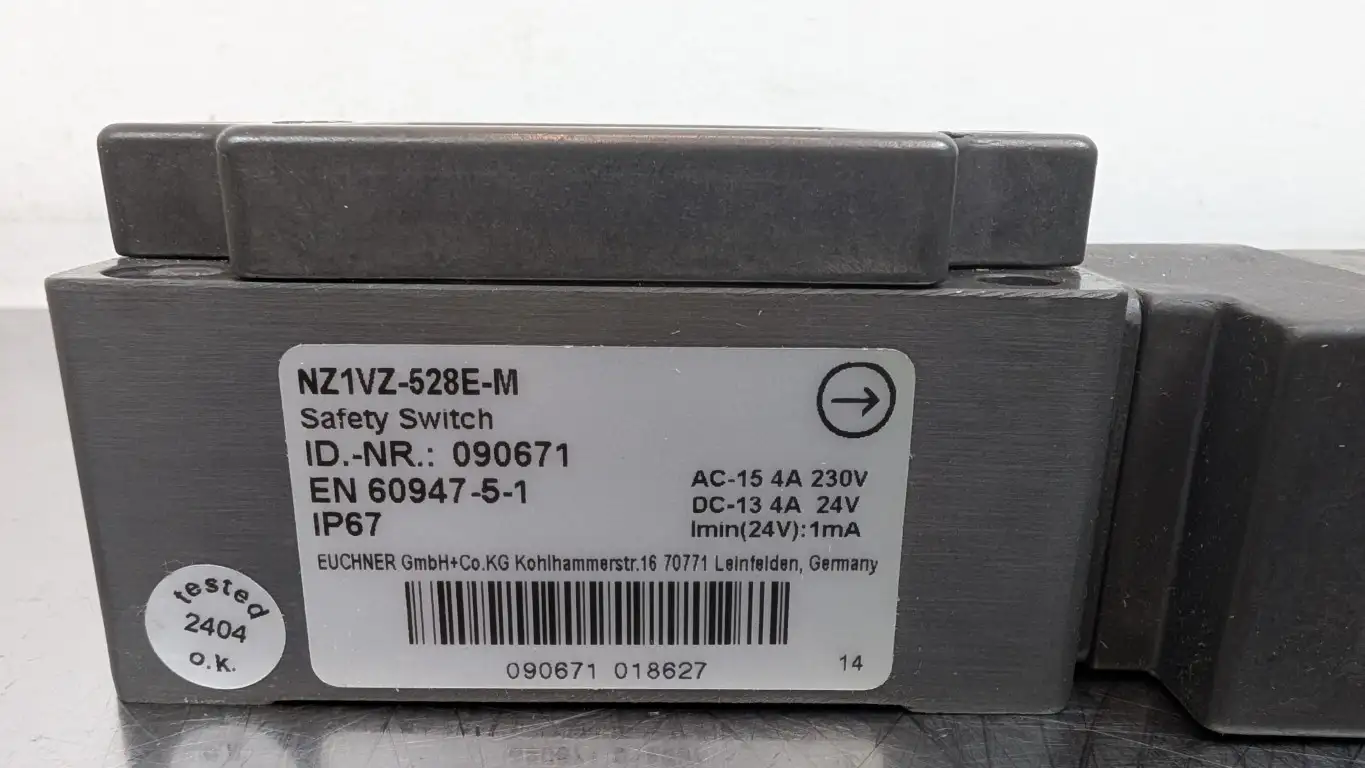 NZ1VZ-528E-M
Safety Switch
ID.-NR.: 090671
EN 60947-5-1
IP67
AC-15 4A 230V
DC-13 4A 24V
Imin(24V):1mA
EUCHNER GmbH+Co.KG Kohlhammerstr.16 70771 Leinfelden, Germany
090671 018627
14
tested
2404
o.k.